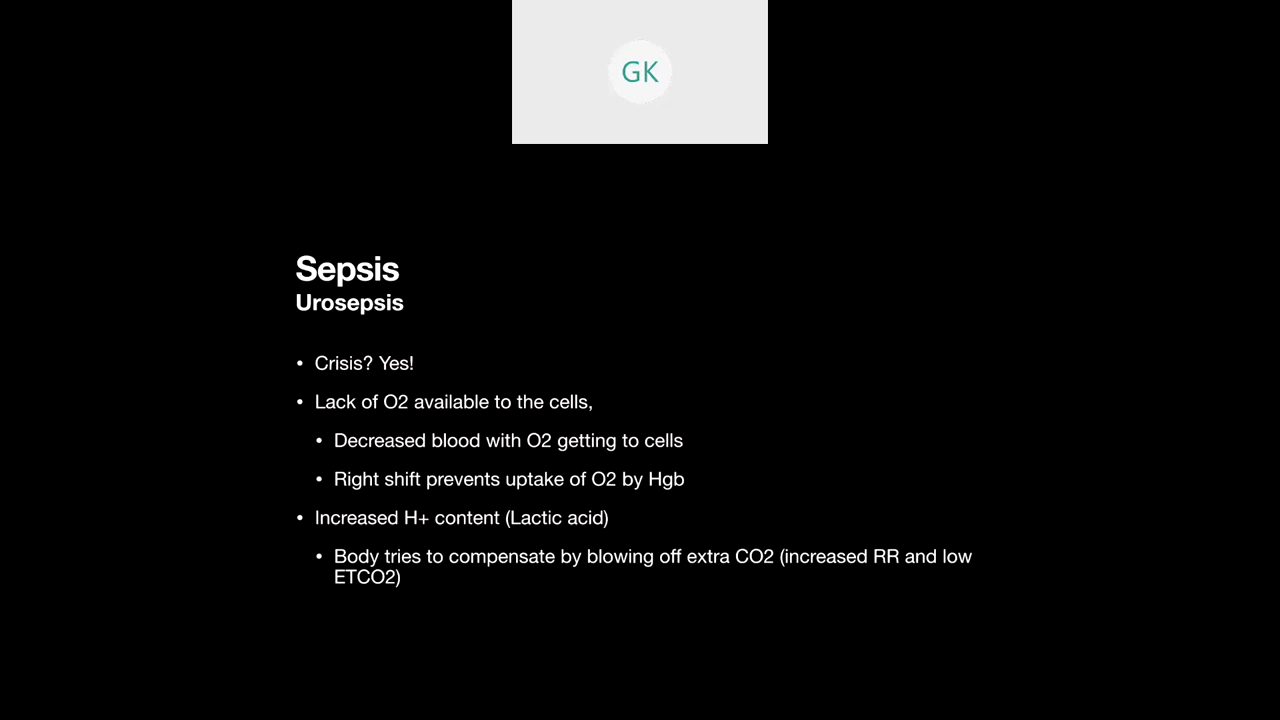 GK
Sepsis
Urosepsis
• Crisis? Yes!
• Lack of O2 available to the cells,
• Decreased blood with O2 getting to cells
• Right shift prevents uptake of O2 by Hgb
• Increased H+ content (Lactic acid)
• Body tries to compensate by blowing off extra CO2 (increased RR and low
ETCO2)